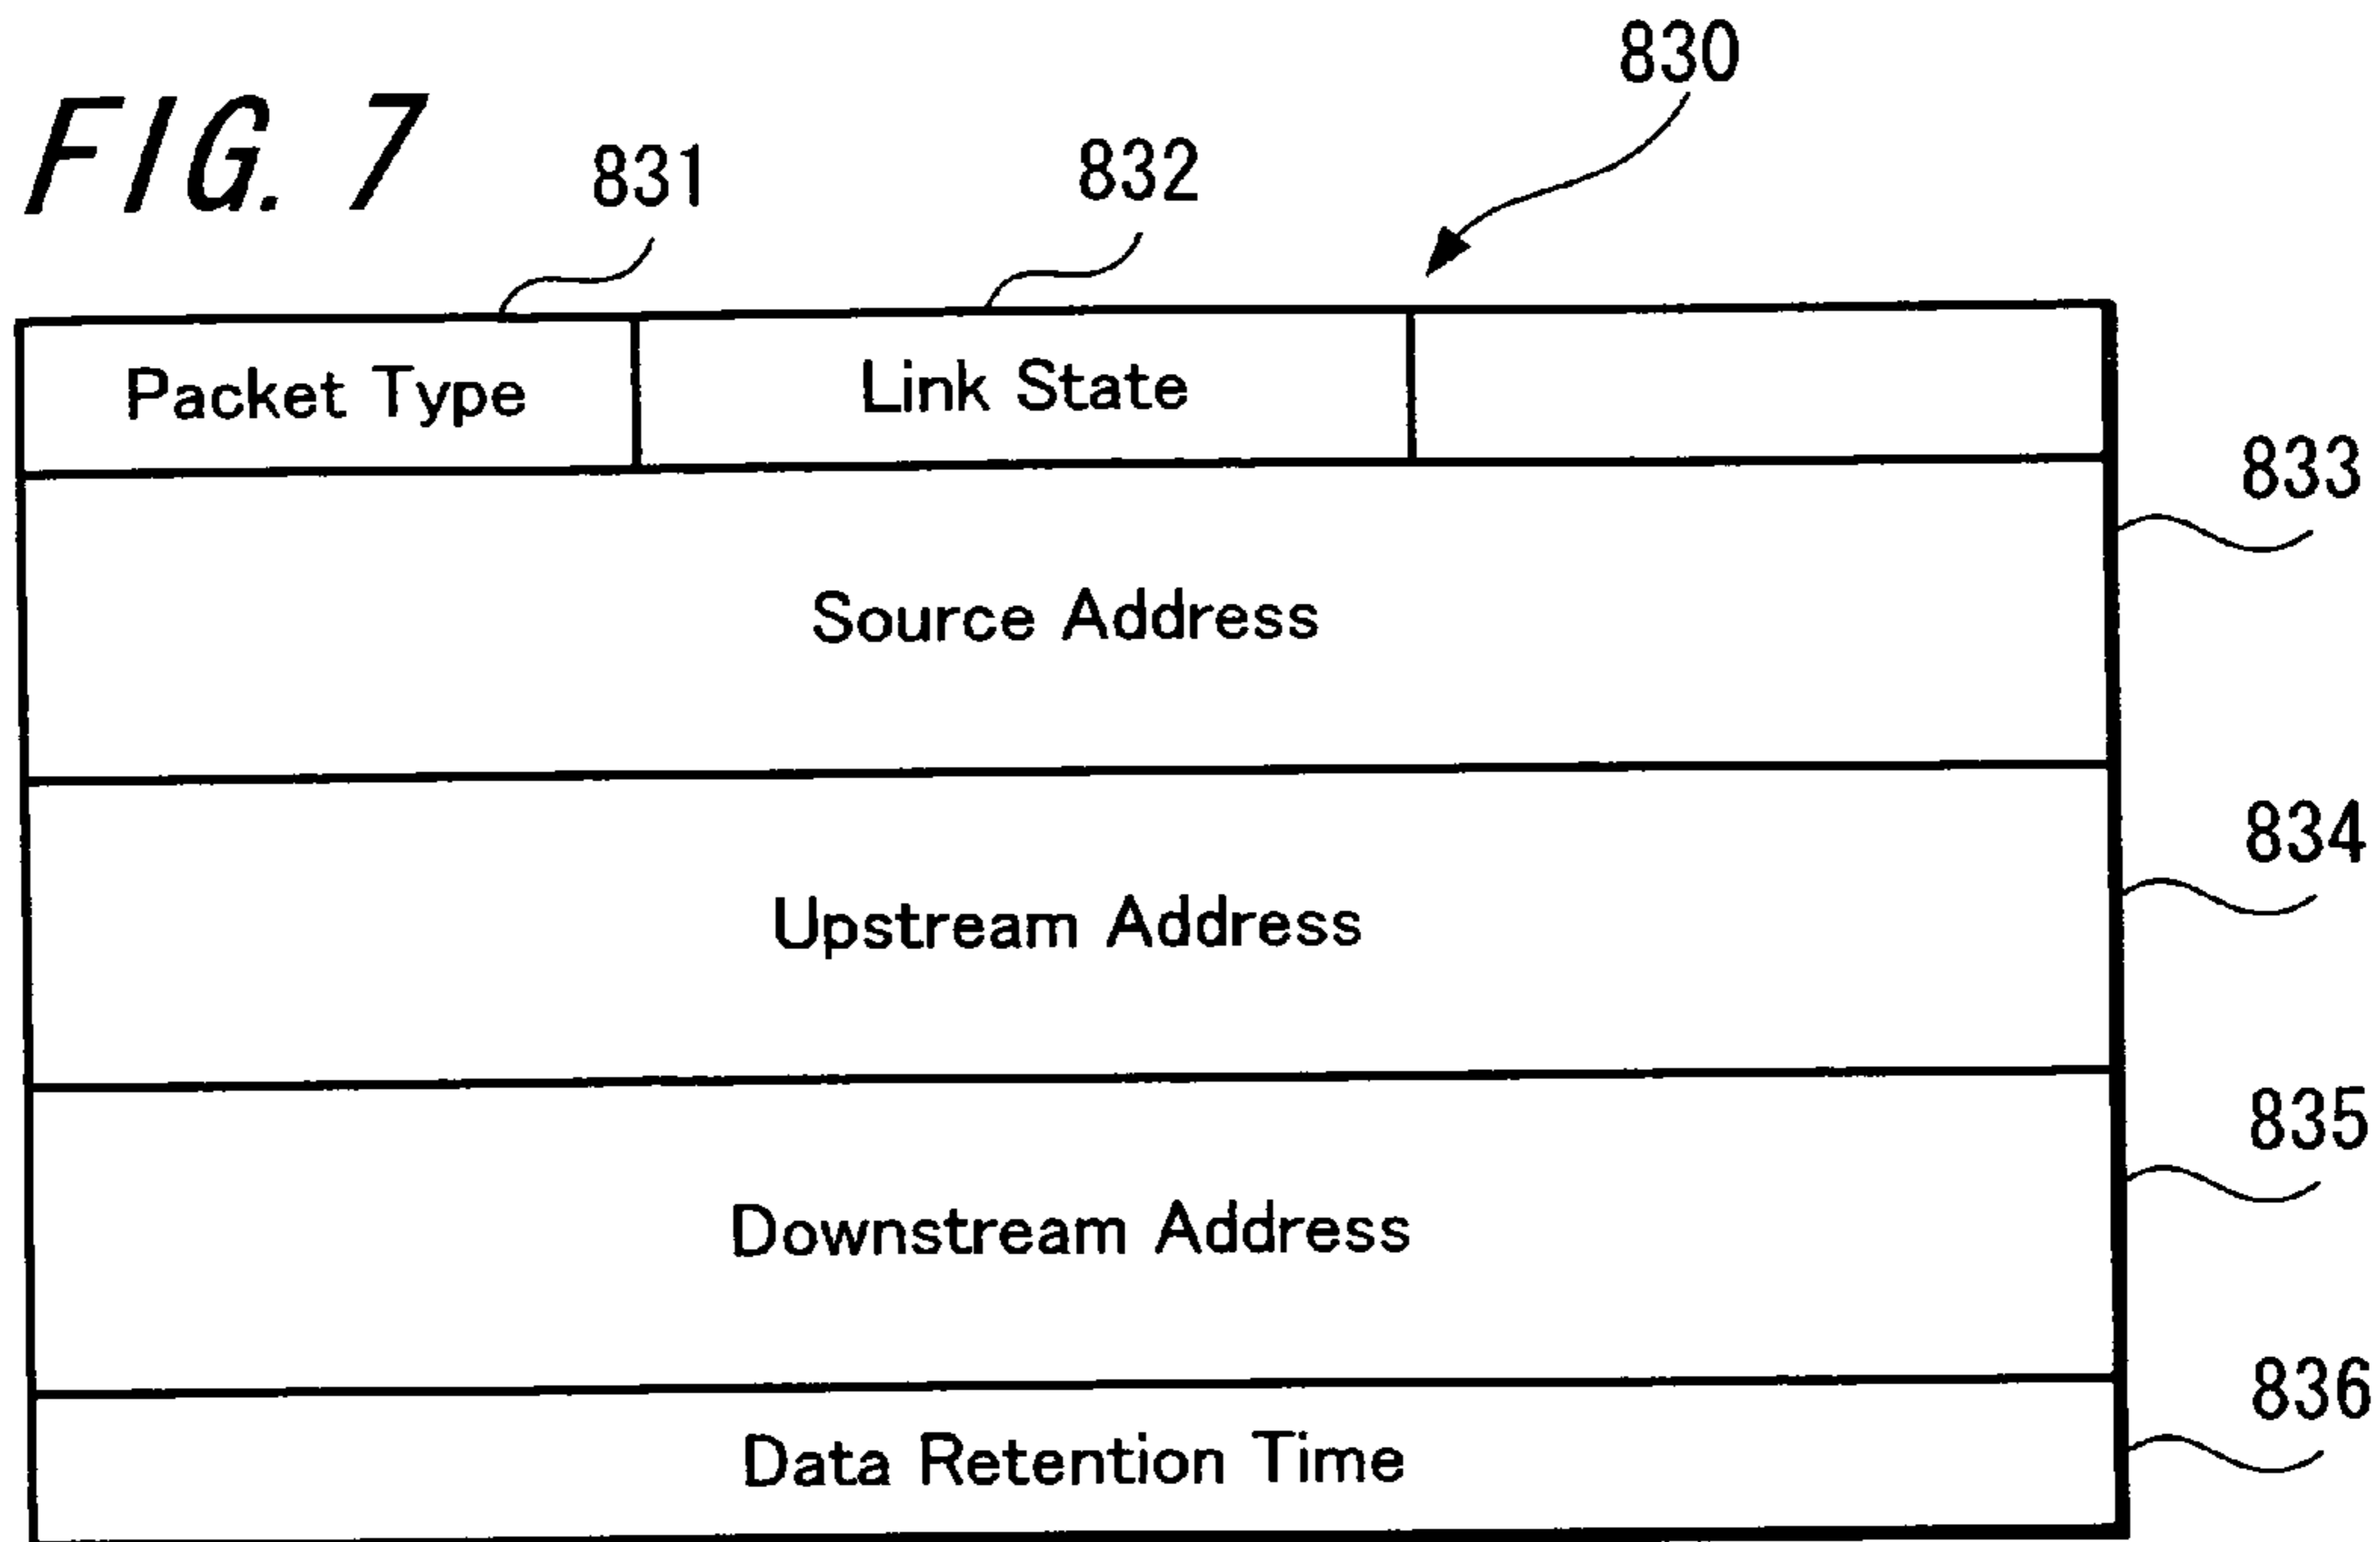 FIG. 7
830
831
832
Packet Type
Link State
833
Source Address
834
Upstream Address
835
Downstream Address
836
Data Retention Time